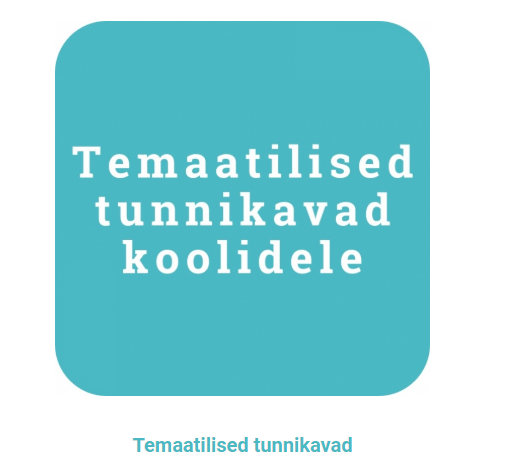 Temaatilised
tunnikavad
koolidele
Temaatilised tunnikavad